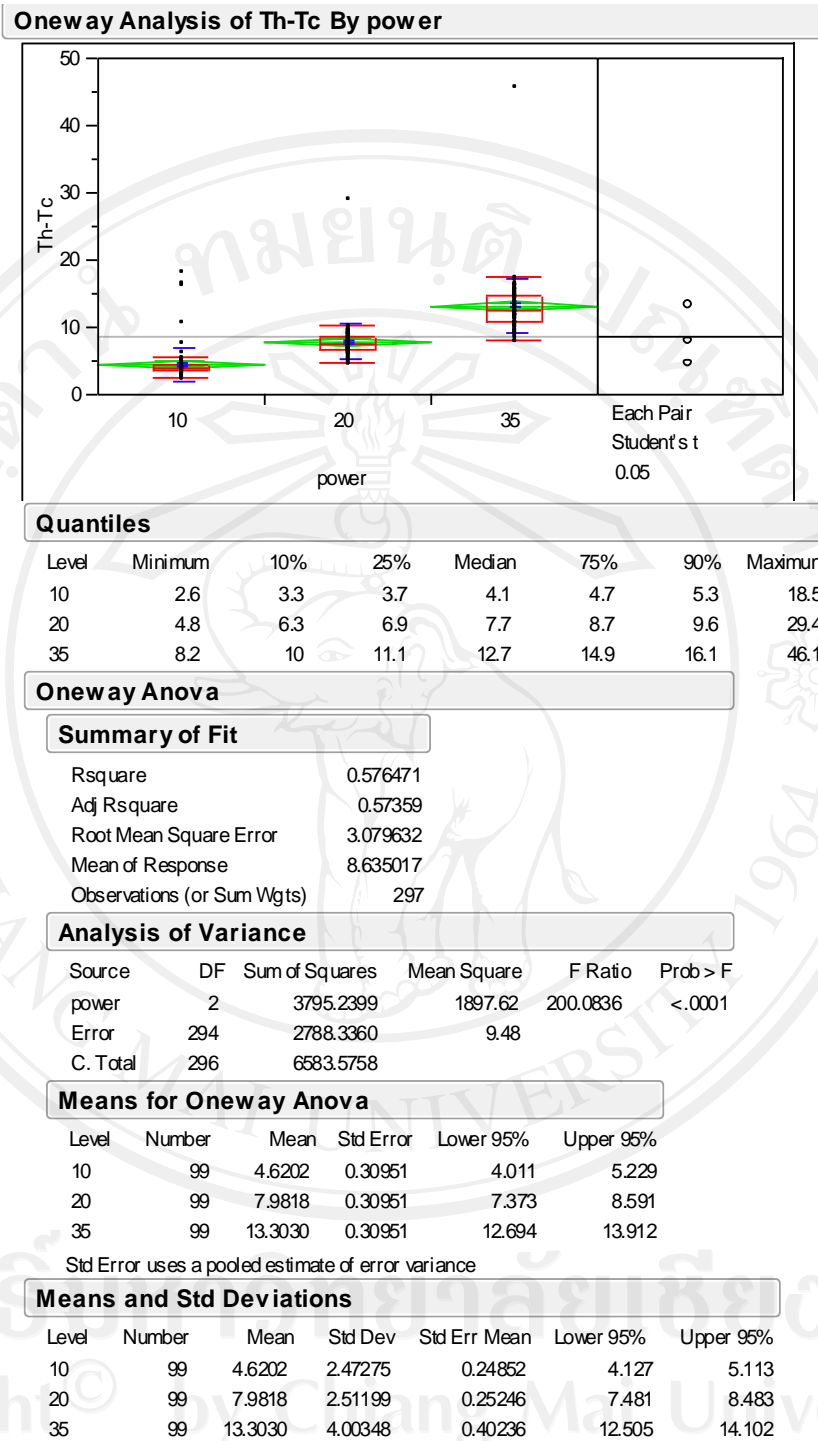 Oneway Analysis of Th-Tc By power
50
40
30
20
10
0
Th-Tc
10 20 35
power
Each Pair
Student's t
0.05
Quantiles
Level Minimum 10% 25% Median 75% 90% Maximum
10 2.6 3.3 3.7 4.1 4.7 5.3 18.5
20 4.8 6.3 6.9 7.7 8.7 9.6 29.4
35 8.2 10 11.1 12.7 14.9 16.1 46.1
Oneway Anova
Summary of Fit
Rsquare 0.576471
Adj Rsquare 0.57359
Root Mean Square Error 3.079632
Mean of Response 8.635017
Observations (or Sum Wgts) 297
Analysis of Variance
Source DF Sum of Squares Mean Square F Ratio Prob > F
power 2 3795.2399 1897.62 200.0836 <.0001
Error 294 2788.3360 9.48
C. Total 296 6583.5758
Means for Oneway Anova
Level Number Mean Std Error Lower 95% Upper 95%
10 99 4.6202 0.30951 4.011 5.229
20 99 7.9818 0.30951 7.373 8.591
35 99 13.3030 0.30951 12.694 13.912
Std Error uses a pooled estimate of error variance
Means and Std Deviations
Level Number Mean Std Dev Std Err Mean Lower 95% Upper 95%
10 99 4.6202 2.47275 0.24852 4.127 5.113
20 99 7.9818 2.51199 0.25246 7.481 8.483
35 99 13.3030 4.00348 0.40236 12.505 14.102
by Chiang Mai
UNIVERSITY 1964